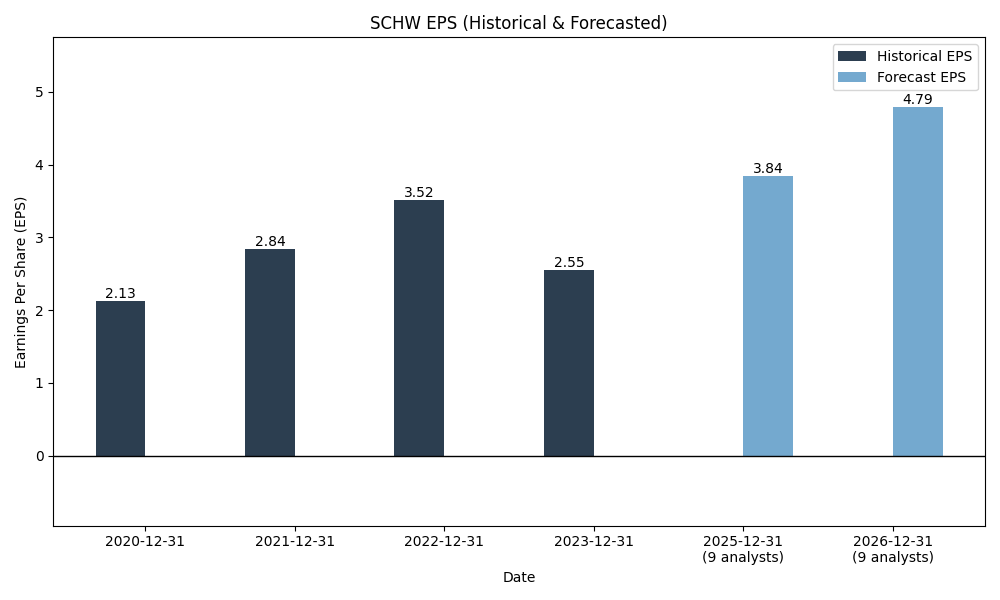 SCHW EPS (Historical & Forecasted)
Historical EPS
Forecast EPS
Earnings Per Share (EPS)
5
4
3
2
1
0
2.13
2.84
3.52
2.55
3.84
4.79
2020-12-31
2021-12-31
2022-12-31
2023-12-31
2025-12-31
(9 analysts)
2026-12-31
(9 analysts)
Date